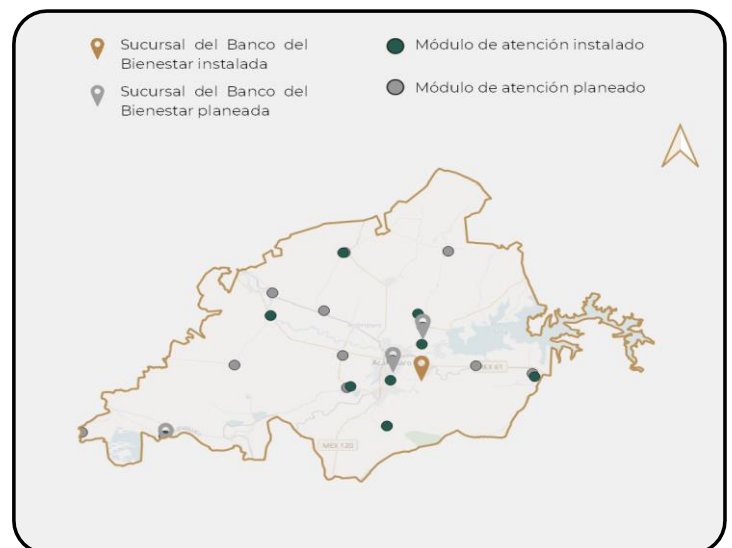 Sucursal del Banco del
Bienestar instalada
Sucursal del Banco del
Bienestar planeada
Módulo de atención instalado
Módulo de atención planeado
MEX 120